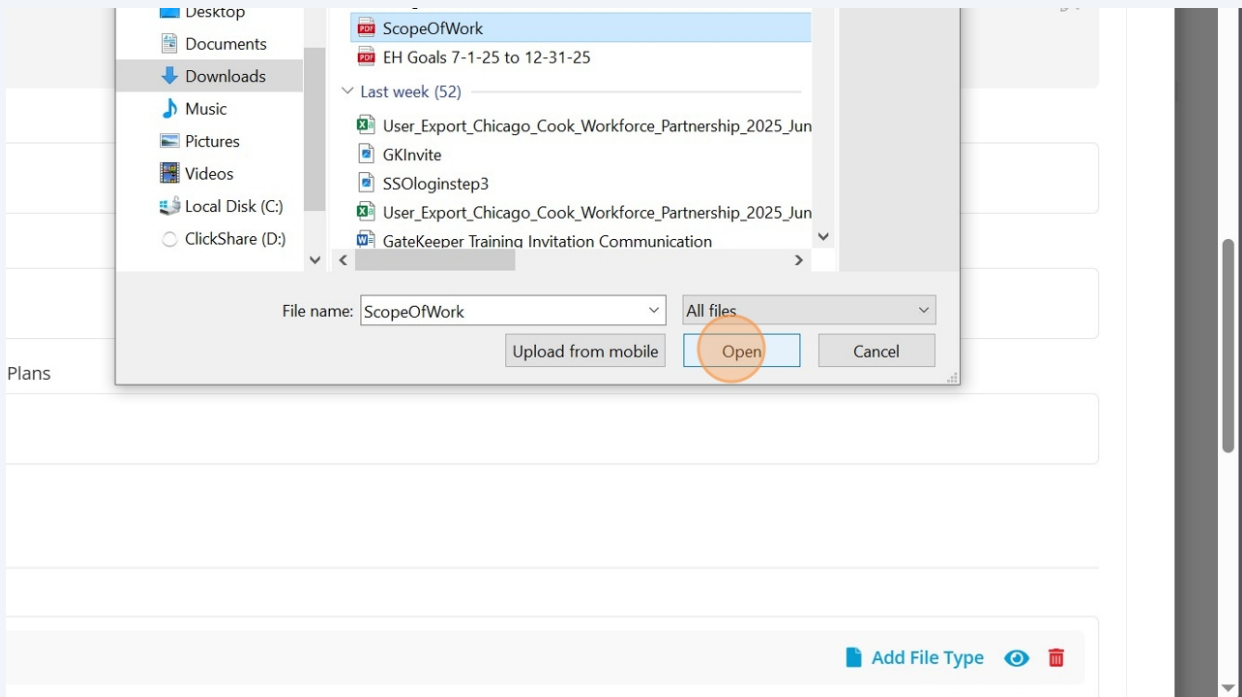 Desktop
Documents
Downloads
Music
Pictures
Videos
Local Disk (C:)
ClickShare (D:)
ScopeOfWork
EH Goals 7-1-25 to 12-31-25
Last week (52)
User_Export_Chicago_Cook_Workforce_Partnership_2025_Jun
GKInvite
SSOloginstep3
User_Export_Chicago_Cook_Workforce_Partnership_2025_Jun
GateKeeper Training Invitation Communication
File name: ScopeOfWork All files
Upload from mobile Open Cancel
Plans
Add File Type